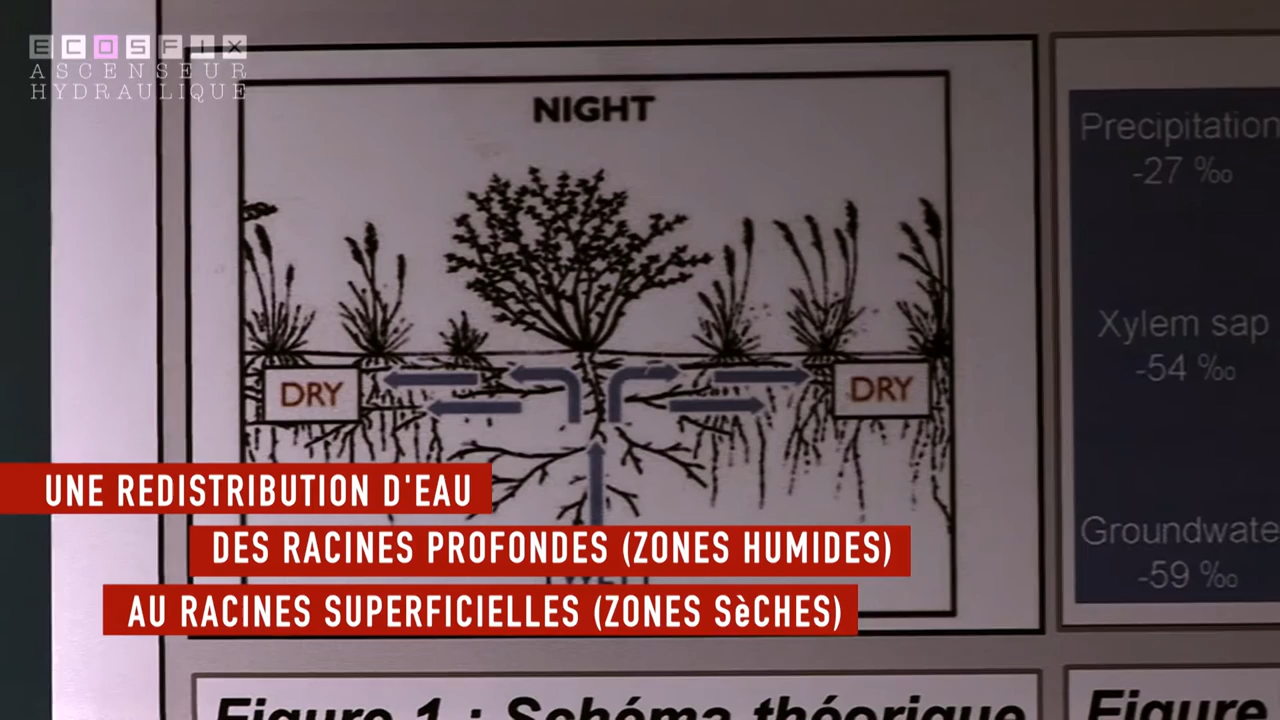 ECOSFIX
ASCENSEUR
HYDRAULIQUE
NIGHT
DRY
DRY
Precipitation
-27 ‰
Xylem sap
-54 ‰
Groundwate
-59 ‰
UNE REDISTRIBUTION D'EAU
DES RACINES PROFONDES (ZONES HUMIDES)
AU RACINES SUPERFICIELLES (ZONES SèCHES)
Figure 1 : Schéma théorique
Figure